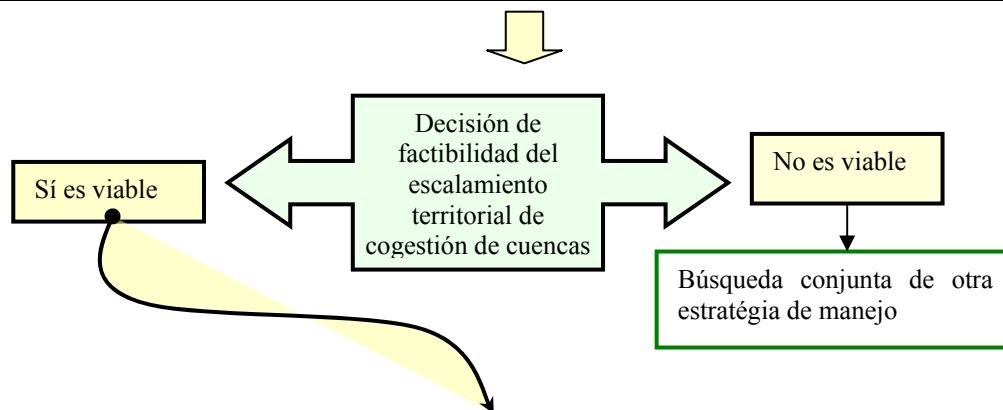 Decisión de
factibilidad del
escalamiento
territorial de
cogestión de cuencas
Sí es viable
No es viable
Búsqueda conjunta de otra
estratégia de manejo